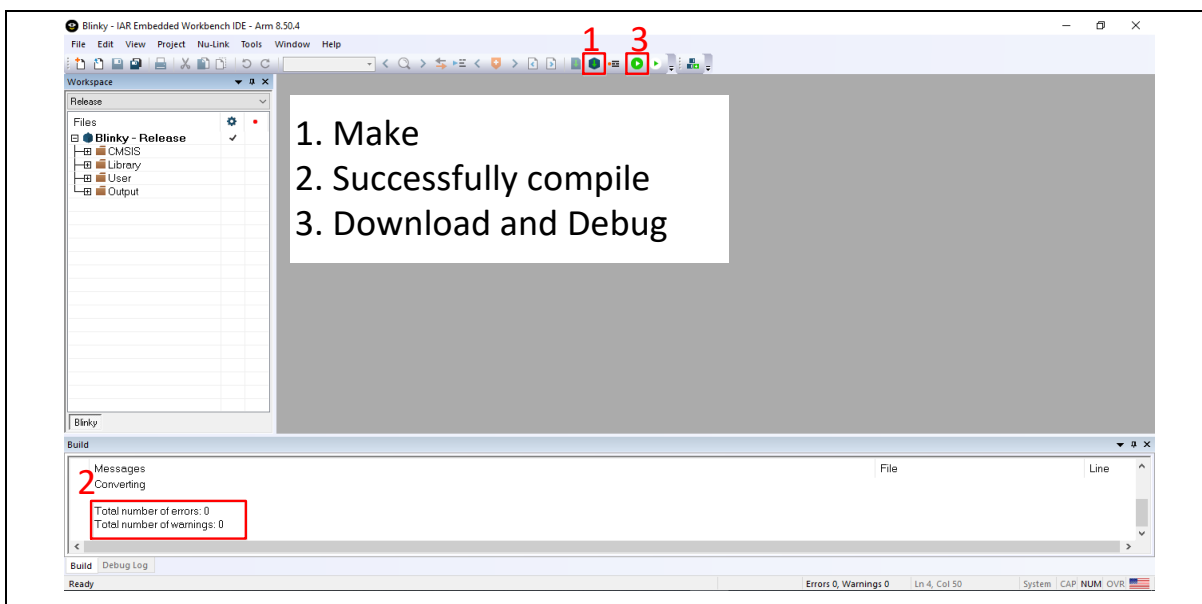 Blinky - IAR Embedded Workbench IDE - Arm 8.50.4
File Edit View Project Nu-Link Tools Window Help
1 3
Workspace
Release
Files
Blinky - Release
CMSIS
Library
User
Output
1. Make
2. Successfully compile
3. Download and Debug
Blinky
Build
Messages File Line
2
Converting
Total number of errors: 0
Total number of warnings: 0
Build Debug Log
Ready Errors 0, Warnings 0 Ln 4, Col 50 System CAP NUM OVR